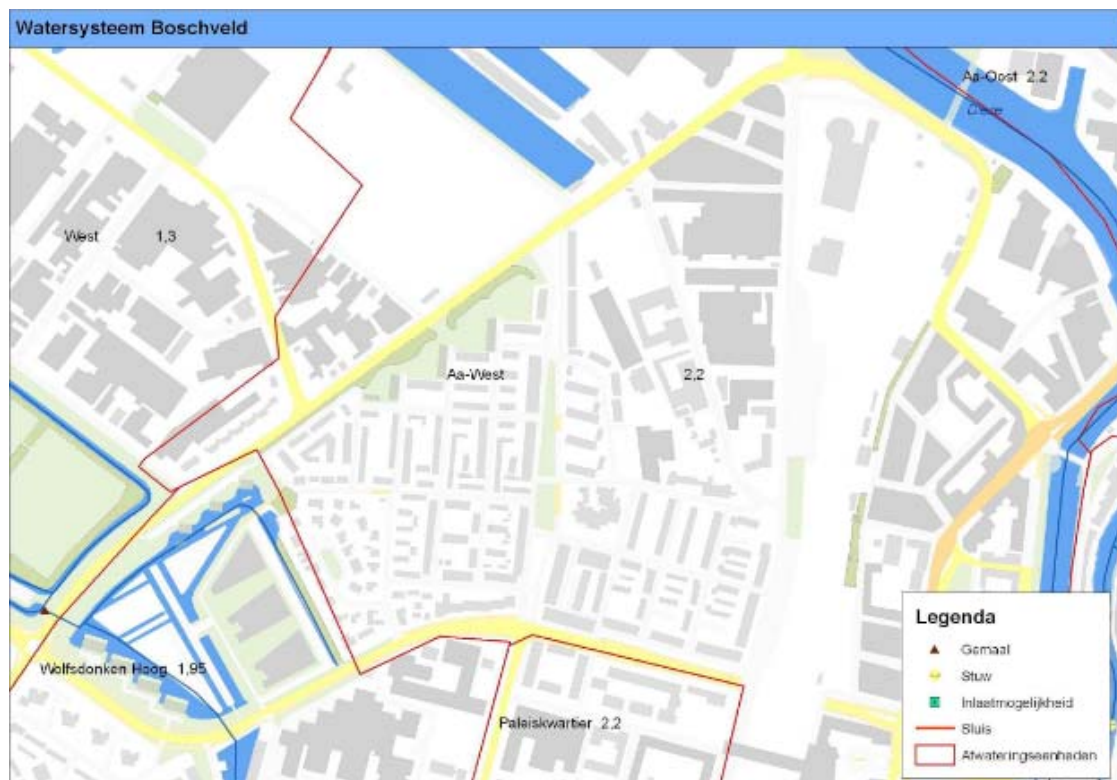 Watersysteem Boschveld
Aa-Oost 2,2
Dieze
West 1,3
Aa-West 2,2
Wolfsdonken Hoog 1,95
Paleiskwartier 2,2
Legenda
Gemaal
Stuw
Inlaatmogelijkheid
Sluis
Afwateringseenheden